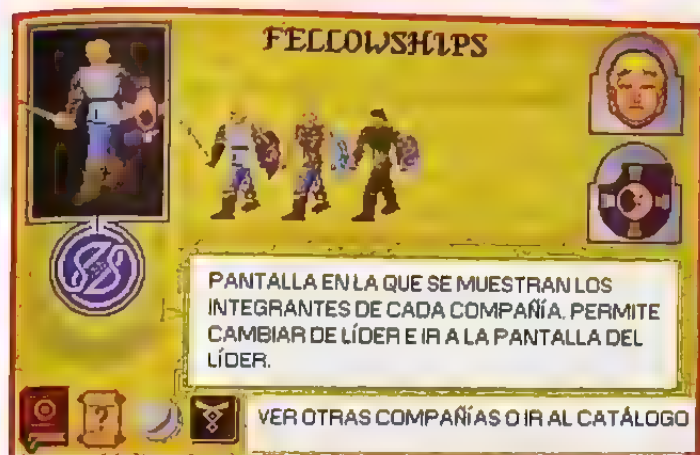 FELLOWSHIPS
PANTALLA EN LA QUE SE MUESTRAN LOS
INTEGRANTES DE CADA COMPAÑÍA. PERMITE
CAMBIAR DE LÍDER E IR A LA PANTALLA DEL
LÍDER.
?
VER OTRAS COMPAÑÍAS O IR AL CATÁLOGO